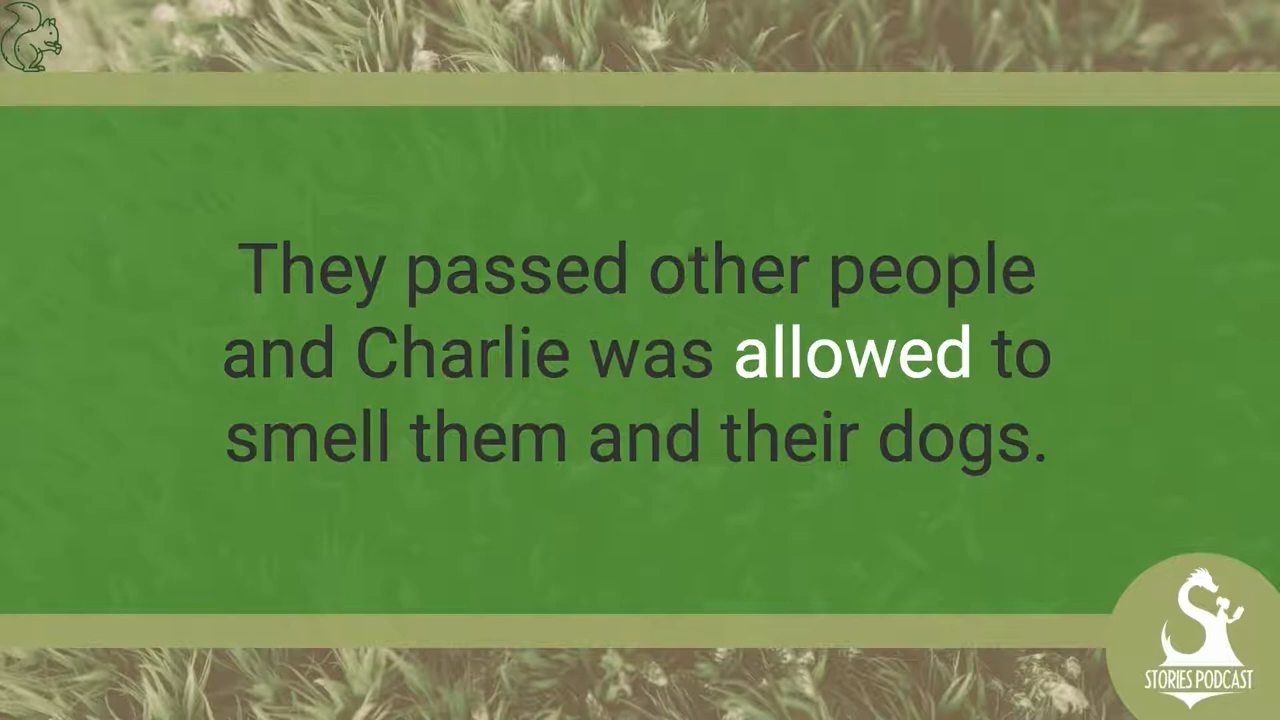 They passed other people
and Charlie was allowed to
smell them and their dogs.
STORIES PODCAST